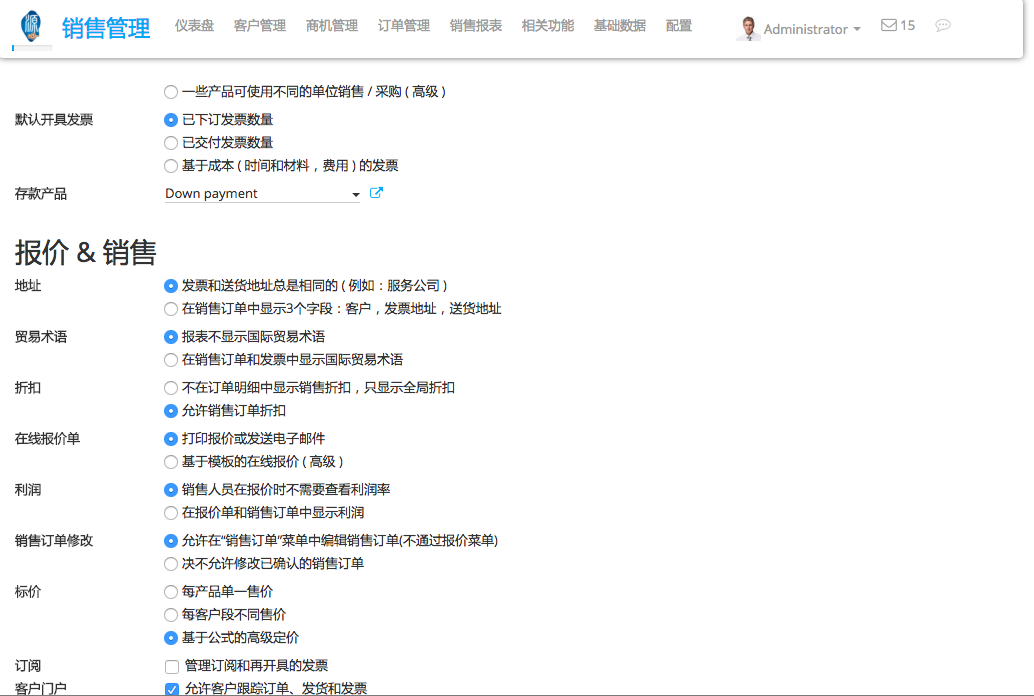 源
销售管理 仪表盘 客户管理 商机管理 订单管理 销售报表 相关功能 基础数据 配置 Administrator 15
一些产品可使用不同的单位销售 / 采购 ( 高级 )
默认开具发票 已下订发票数量
已交付发票数量
基于成本 ( 时间和材料，费用 ) 的发票
存款产品 Down payment
报价 & 销售
地址 发票和送货地址总是相同的 ( 例如：服务公司 )
在销售订单中显示3个字段：客户，发票地址，送货地址
贸易术语 报表不显示国际贸易术语
在销售订单和发票中显示国际贸易术语
折扣 不在订单明细中显示销售折扣，只显示全局折扣
允许销售订单折扣
在线报价单 打印报价或发送电子邮件
基于模板的在线报价 ( 高级 )
利润 销售人员在报价时不需要查看利润率
在报价单和销售订单中显示利润
销售订单修改 允许在“销售订单”菜单中编辑销售订单(不通过报价菜单)
决不允许修改已确认的销售订单
标价 每产品单一售价
每客户段不同售价
基于公式的高级定价
订阅 管理订阅和再开具的发票
客户门户 允许客户跟踪订单、发货和发票